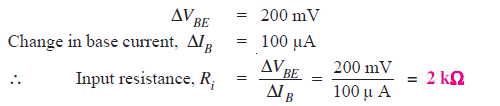 ΔV_BE = 200 mV
Change in base current, ΔI_B = 100 μA
∴ Input resistance, R_i = ΔV_BE / ΔI_B = 200 mV / 100 μ A = 2 kΩ